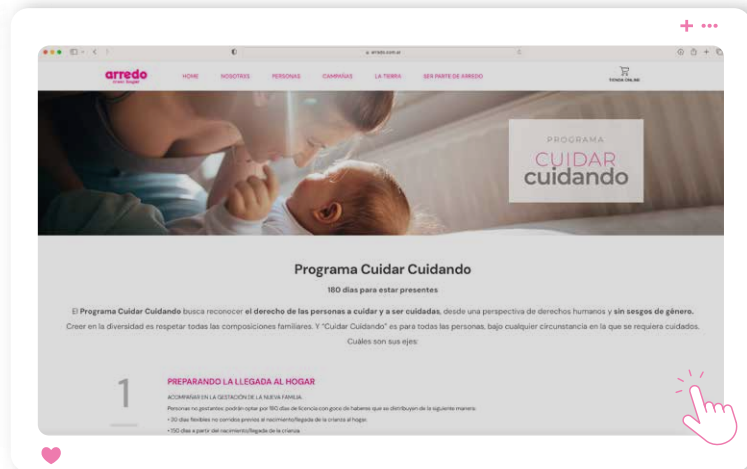 arredo.com.ar
arredo
crear hogar
HOME
NOSOTRXS
PERSONAS
CAMPAÑAS
LA TIERRA
SER PARTE DE ARREDO
TIENDA ONLINE
PROGRAMA
CUIDAR
cuidando
Programa Cuidar Cuidando
180 días para estar presentes
El Programa Cuidar Cuidando busca reconocer el derecho de las personas a cuidar y a ser cuidadas, desde una perspectiva de derechos humanos y sin sesgos de género.
Creer en la diversidad es respetar todas las composiciones familiares. Y "Cuidar Cuidando" es para todas las personas, bajo cualquier circunstancia en la que se requiera cuidados.
Cuáles son sus ejes:
1
PREPARANDO LA LLEGADA AL HOGAR
ACOMPAÑAR EN LA GESTACIÓN DE LA NUEVA FAMILIA.
Personas no gestantes: podrán optar por 180 días de licencia con goce de haberes que se distribuyen de la siguiente manera:
• 30 días flexibles no corridos previos al nacimiento/llegada de la crianza al hogar.
• 150 días a partir del nacimiento/llegada de la crianza.